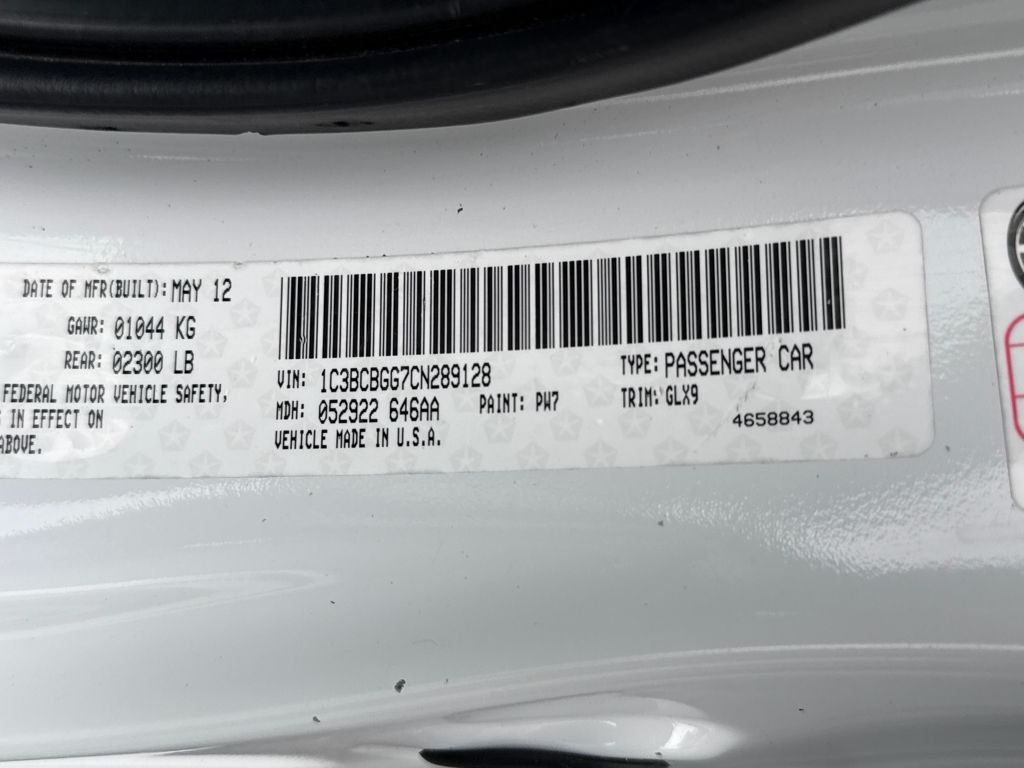 DATE OF MFR(BUILT): MAY 12
GAWR: 01044 KG
REAR: 02300 LB
FEDERAL MOTOR VEHICLE SAFETY,
IN EFFECT ON
ABOVE.
VIN: 1C3BCBGG7CN289128
TYPE: PASSENGER CAR
MDH: 052922 646AA PAINT: PW7 TRIM: GLX9
VEHICLE MADE IN U.S.A.
4658843